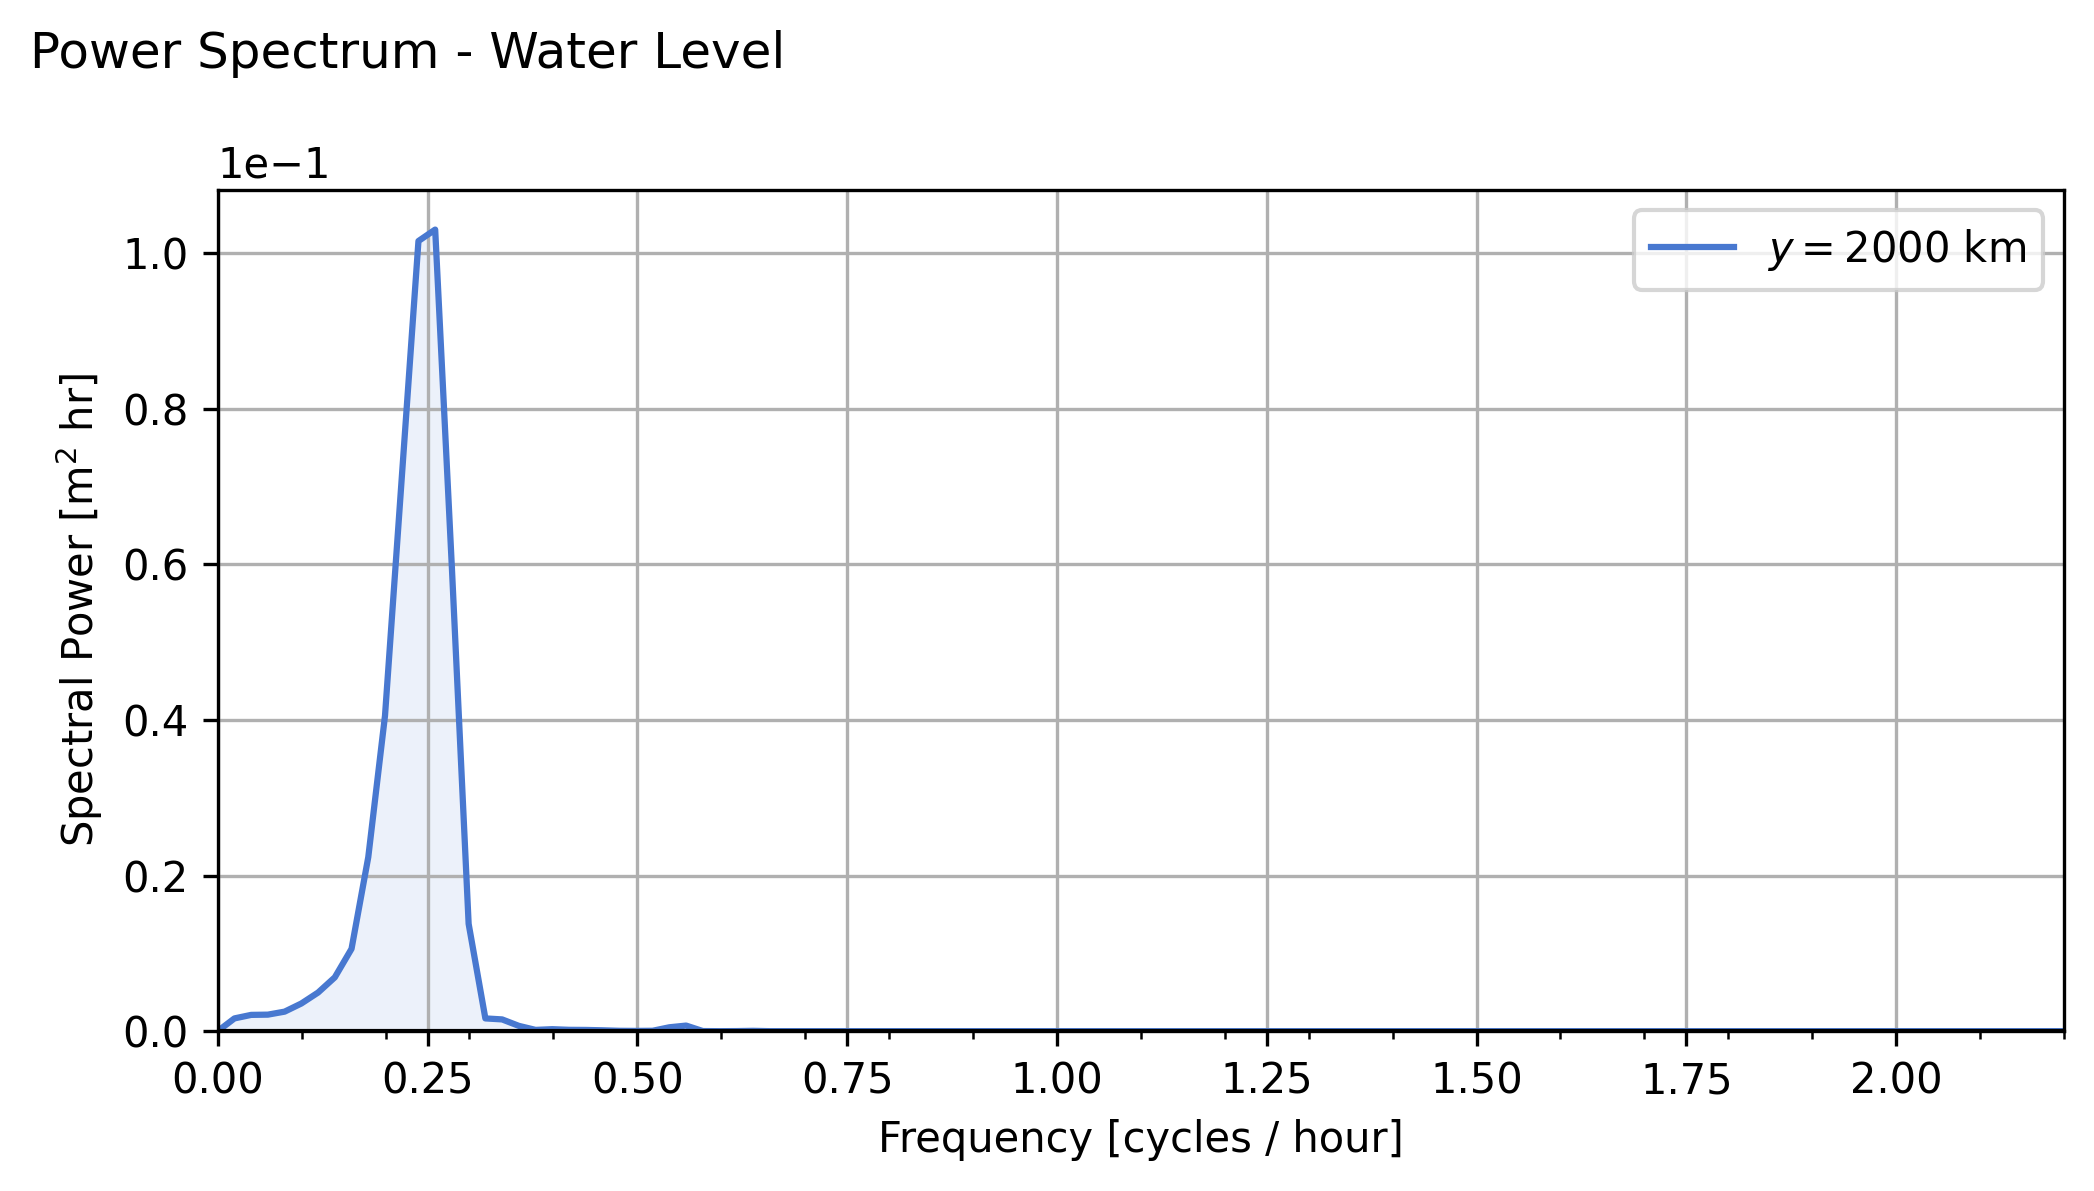 Power Spectrum - Water Level
1e−1
y = 2000 km
1.0
0.8
0.6
0.4
0.2
0.0
Spectral Power [m² hr]
0.00 0.25 0.50 0.75 1.00 1.25 1.50 1.75 2.00
Frequency [cycles / hour]